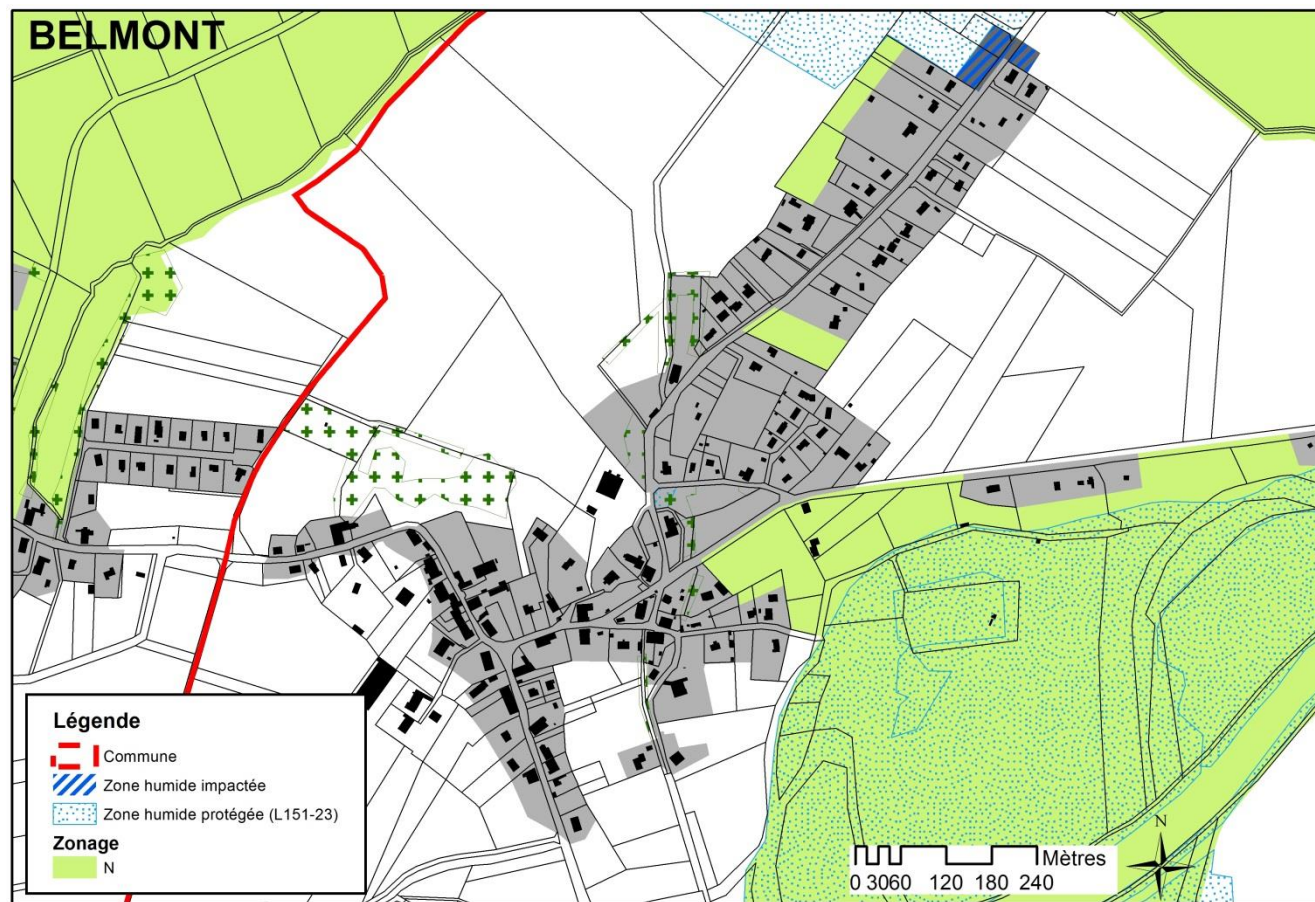 BELMONT
Légende
Commune
Zone humide impactée
Zone humide protégée (L151-23)
Zonage
N
Mètres
0 3060 120 180 240
N